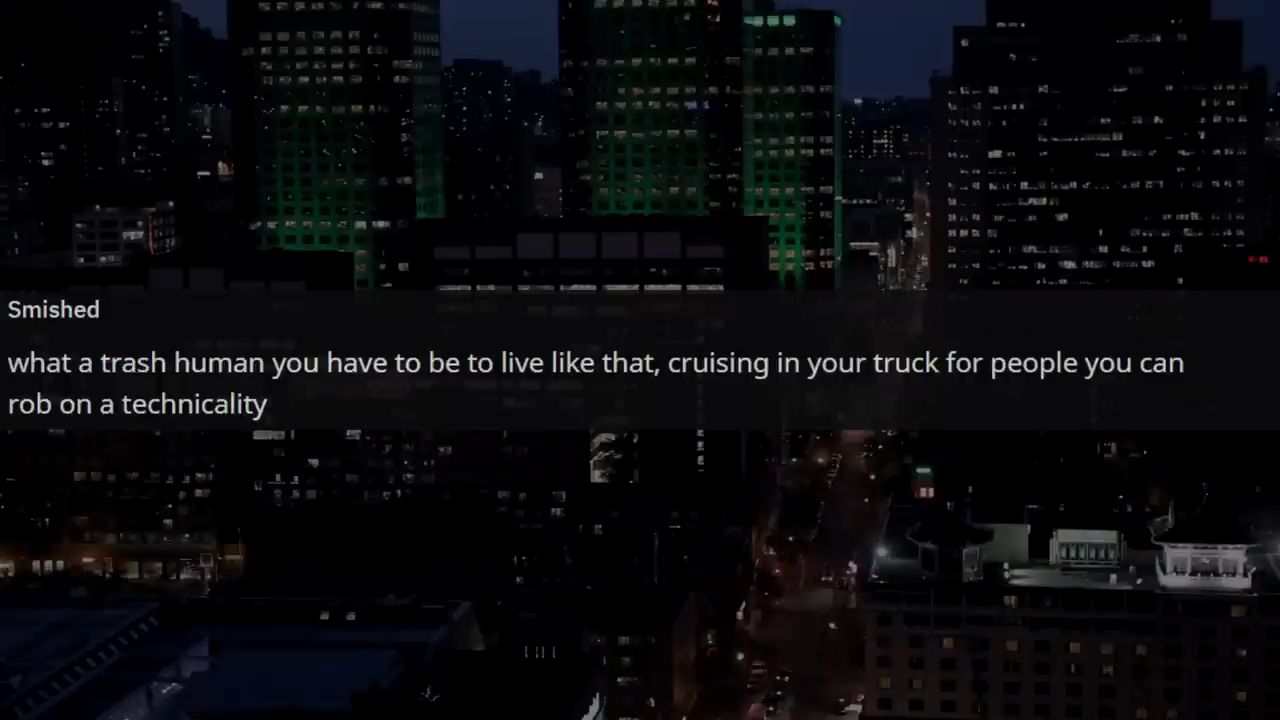 Smished
what a trash human you have to be to live like that, cruising in your truck for people you can
rob on a technicality